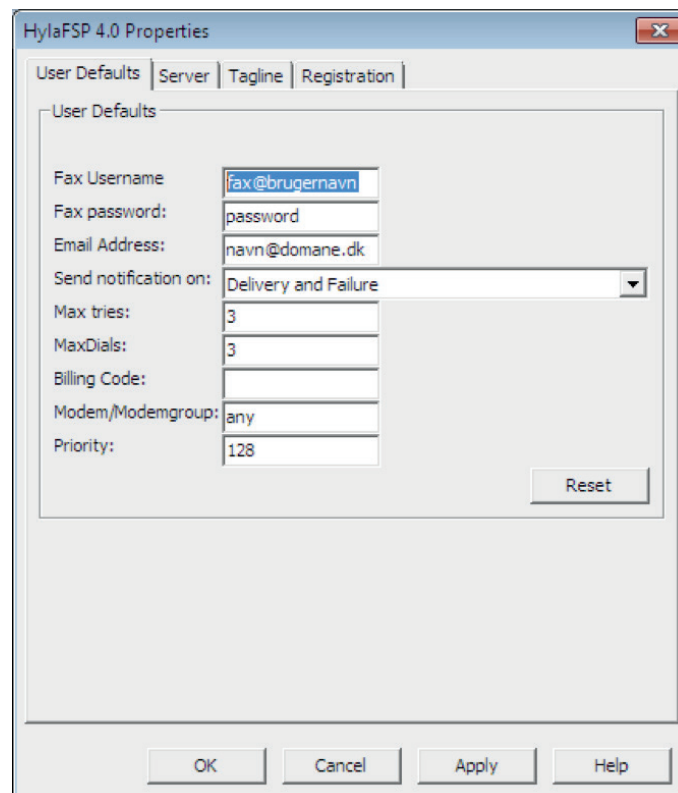 HylaFSP 4.0 Properties
User Defaults Server Tagline Registration
User Defaults
Fax Username fax@brugernavn
Fax password: password
Email Address: navn@domane.dk
Send notification on: Delivery and Failure
Max tries: 3
MaxDials: 3
Billing Code:
Modem/Modemgroup: any
Priority: 128
Reset
OK Cancel Apply Help